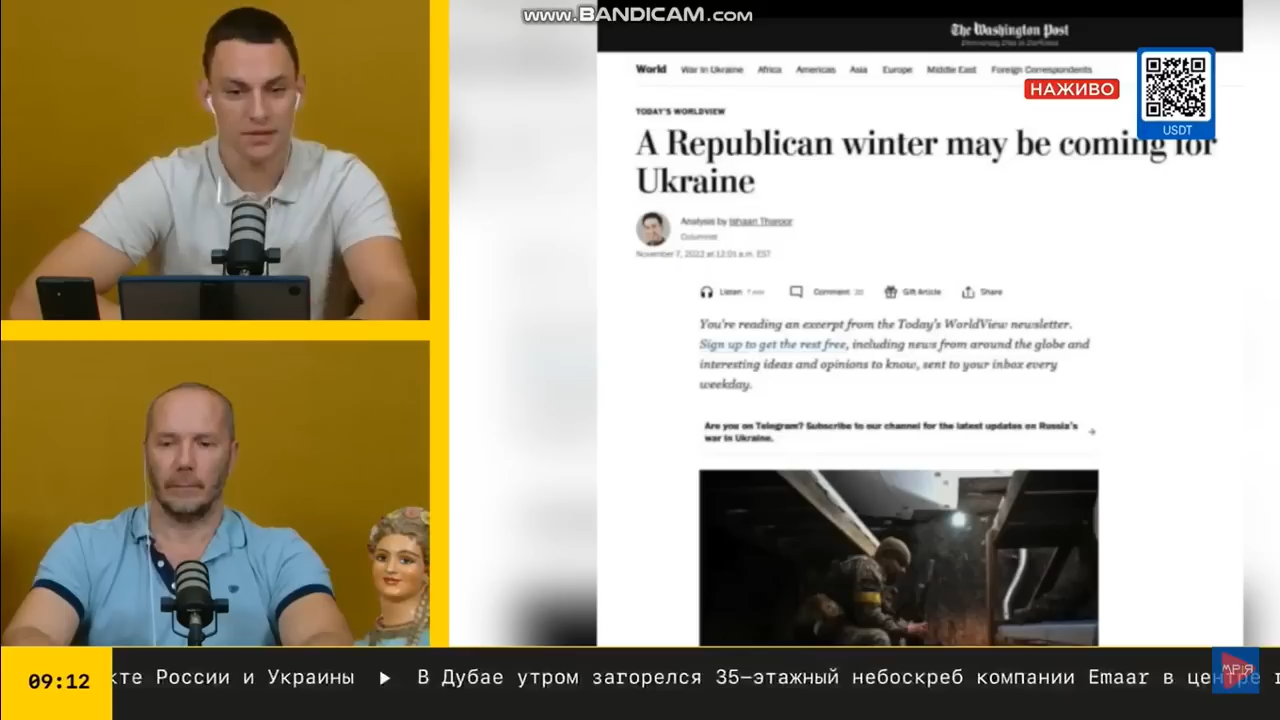 www.BANDICAM.com
The Washington Post
Democracy Dies in Darkness
World War in Ukraine Africa Americas Asia Europe Middle East Foreign Correspondents
НАЖИВО
USDT
TODAY'S WORLDVIEW
A Republican winter may be coming for
Ukraine
Analysis by Ishaan Tharoor
Columnist
November 7, 2022 at 12:01 a.m. EST
Listen 7 min Comment 20 Gift Article Share
You're reading an excerpt from the Today's WorldView newsletter.
Sign up to get the rest free, including news from around the globe and
interesting ideas and opinions to know, sent to your inbox every
weekday.
Are you on Telegram? Subscribe to our channel for the latest updates on Russia's
war in Ukraine.
МРІЯ
09:12
кте России и Украины ▶ В Дубае утром загорелся 35-этажный небоскреб компании Emaar в це